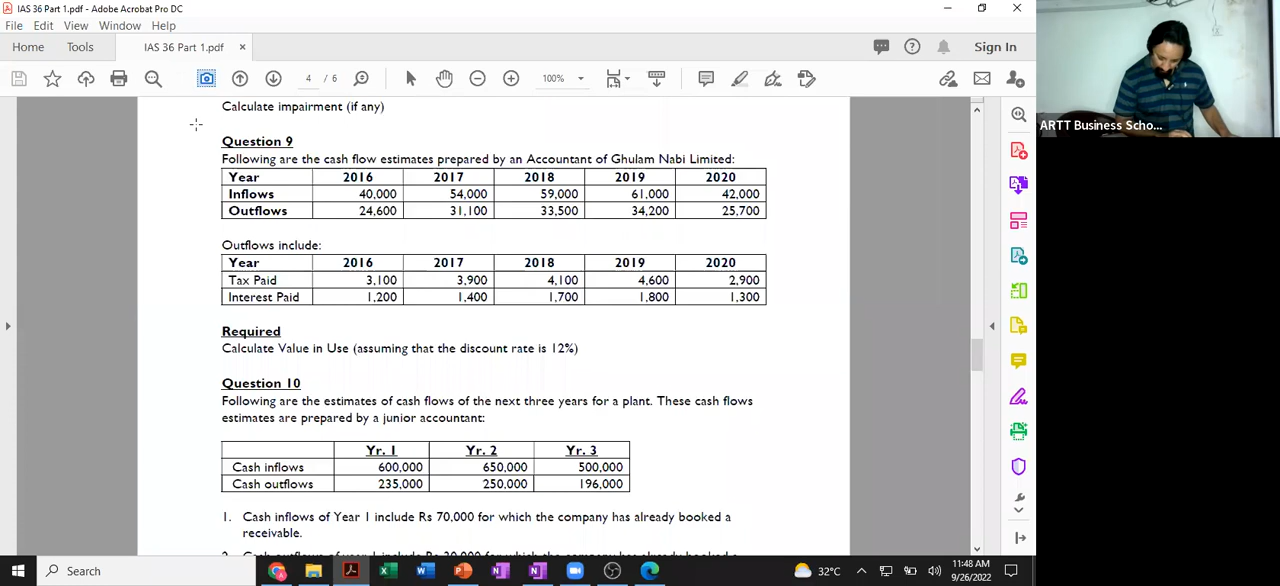 IAS 36 Part 1.pdf - Adobe Acrobat Pro DC
File Edit View Window Help
Home Tools IAS 36 Part 1.pdf × Sign In
4 / 6 100%
ARTT Business Scho...
Calculate impairment (if any)
Question 9
Following are the cash flow estimates prepared by an Accountant of Ghulam Nabi Limited:
Year 2016 2017 2018 2019 2020
Inflows 40,000 54,000 59,000 61,000 42,000
Outflows 24,600 31,100 33,500 34,200 25,700
Outflows include:
Year 2016 2017 2018 2019 2020
Tax Paid 3,100 3,900 4,100 4,600 2,900
Interest Paid 1,200 1,400 1,700 1,800 1,300
Required
Calculate Value in Use (assuming that the discount rate is 12%)
Question 10
Following are the estimates of cash flows of the next three years for a plant. These cash flows
estimates are prepared by a junior accountant:
Yr. 1 Yr. 2 Yr. 3
Cash inflows 600,000 650,000 500,000
Cash outflows 235,000 250,000 196,000
1. Cash inflows of Year 1 include Rs 70,000 for which the company has already booked a
receivable.
Search
32°C
11:48 AM
9/26/2022